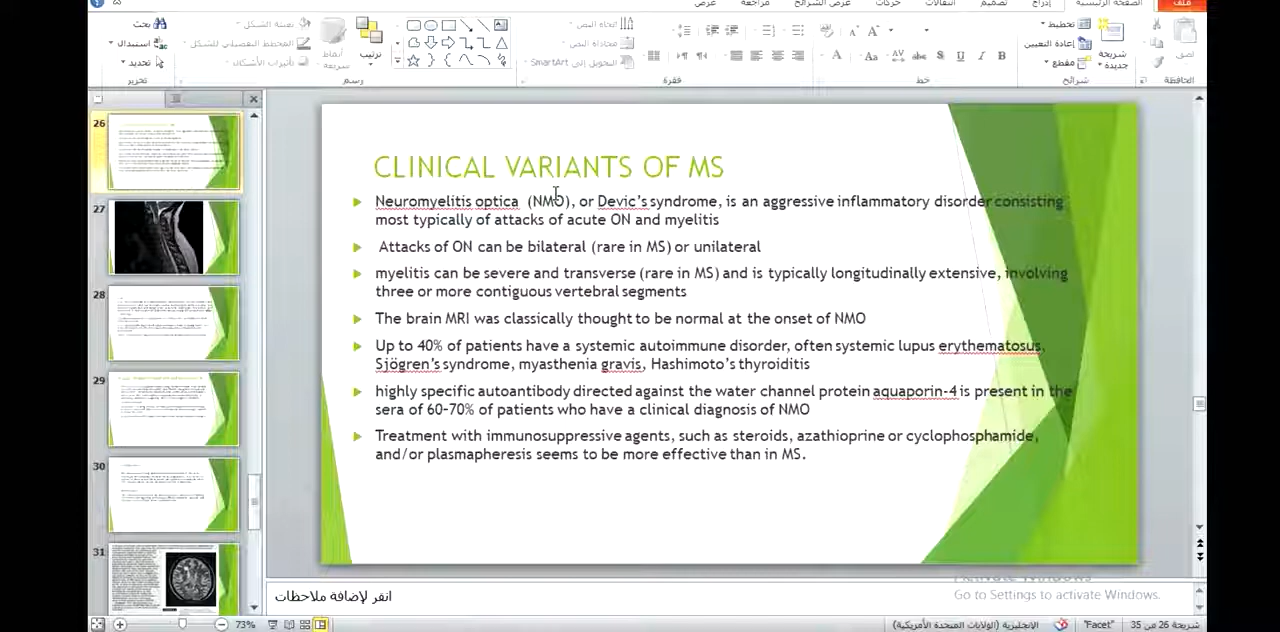 ملف
الصفحة الرئيسية
إدراج
تصميم
انتقالات
حركات
عرض الشرائح
مراجعة
عرض
لصق
الحافظة
شريحة جديدة
تخطيط
إعادة التعيين
مقطع
شرائح
خط
فقرة
اتجاه النص
محاذاة النص
التحويل إلى SmartArt
رسم
ترتيب
أنماط سريعة
تعبئة الشكل
المخطط التفصيلي للشكل
تأثيرات الأشكال
بحث
استبدال
تحديد
تحرير
26
27
28
29
30
31
CLINICAL VARIANTS OF MS
Neuromyelitis optica (NMO), or Devic's syndrome, is an aggressive inflammatory disorder consisting
most typically of attacks of acute ON and myelitis
Attacks of ON can be bilateral (rare in MS) or unilateral
myelitis can be severe and transverse (rare in MS) and is typically longitudinally extensive, involving
three or more contiguous vertebral segments
The brain MRI was classically thought to be normal at the onset of NMO
Up to 40% of patients have a systemic autoimmune disorder, often systemic lupus erythematosus,
Sjögren's syndrome, myasthenia gravis, Hashimoto's thyroiditis
highly specific autoantibody directed against the water channel protein aquaporin-4 is present in the
sera of 60-70% of patients who have a clinical diagnosis of NMO
Treatment with immunosuppressive agents, such as steroids, azathioprine or cyclophosphamide,
and/or plasmapheresis seems to be more effective than in MS.
انقر لإضافة ملاحظات
Activate Windows
Go to Settings to activate Windows.
شريحة 26 من 35
"Facet"
الإنجليزية (الولايات المتحدة الأمريكية)
73%